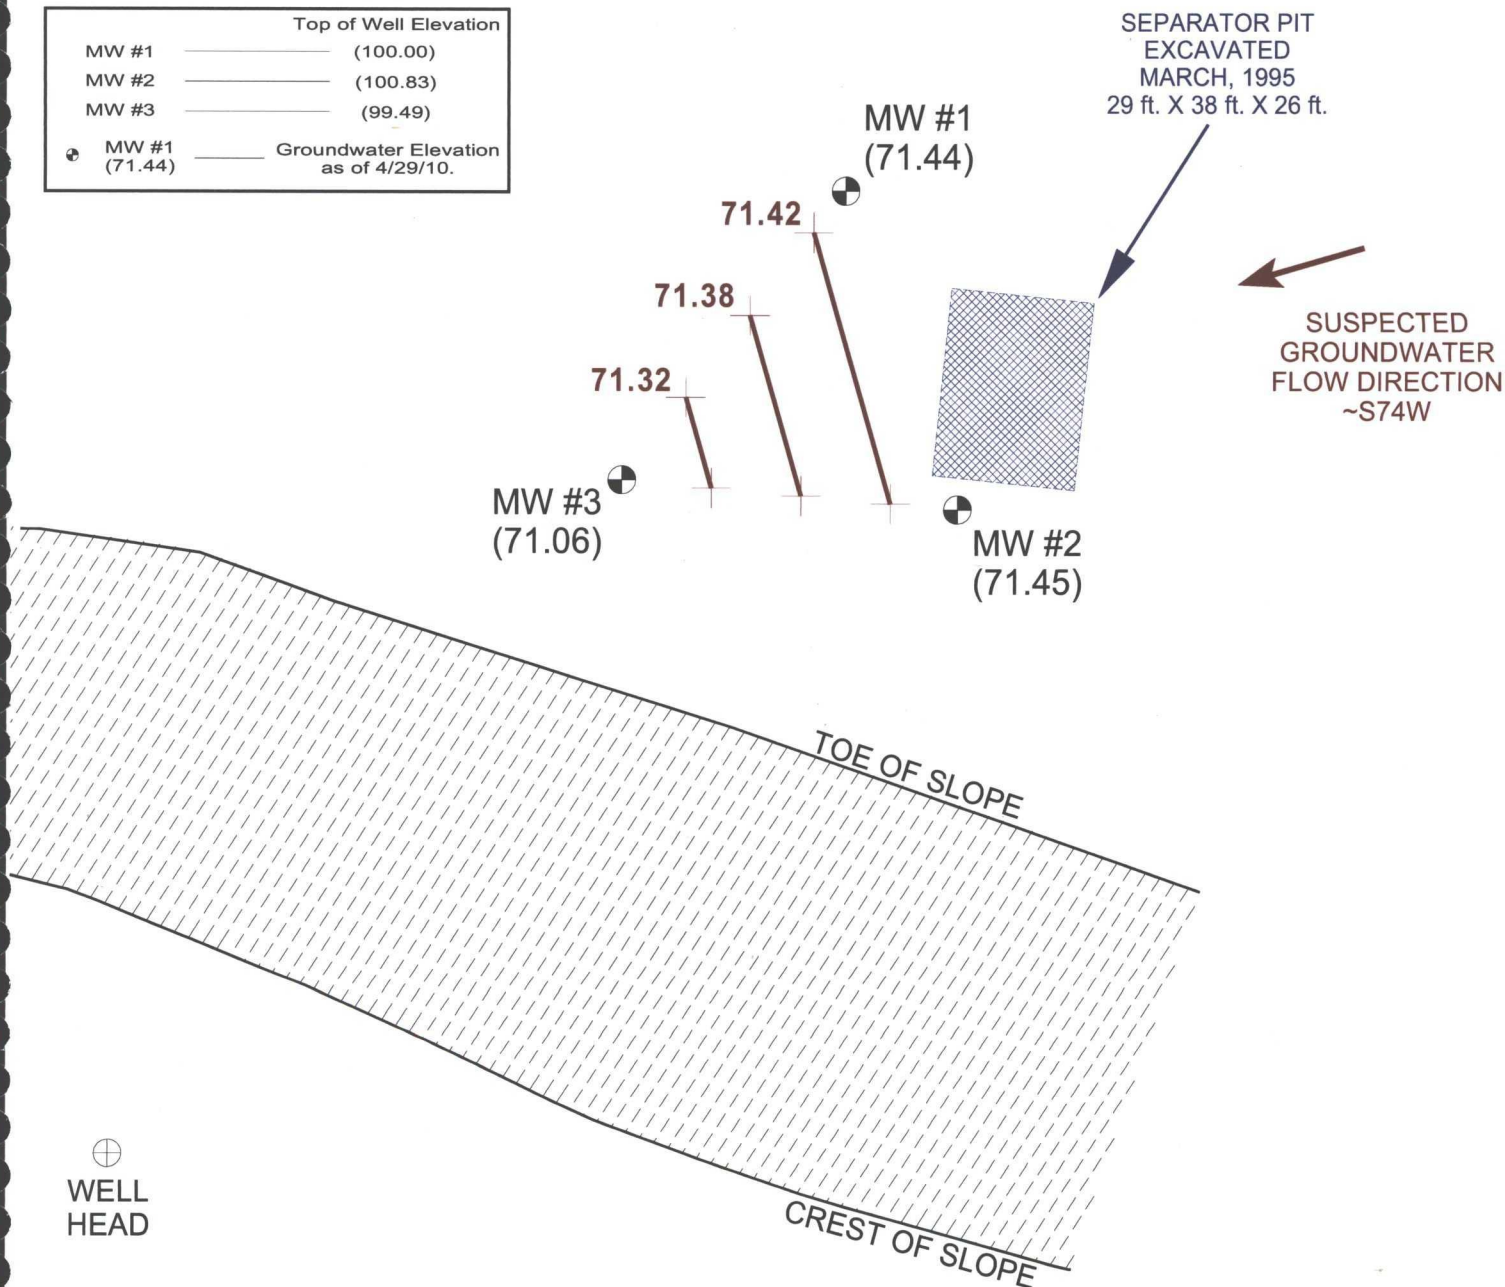 Top of Well Elevation
MW #1 (100.00)
MW #2 (100.83)
MW #3 (99.49)
MW #1 Groundwater Elevation
(71.44) as of 4/29/10.
SEPARATOR PIT
EXCAVATED
MARCH, 1995
29 ft. X 38 ft. X 26 ft.
MW #1
(71.44)
71.42
71.38
71.32
SUSPECTED
GROUNDWATER
FLOW DIRECTION
~S74W
MW #3
(71.06)
MW #2
(71.45)
TOE OF SLOPE
WELL
HEAD
CREST OF SLOPE